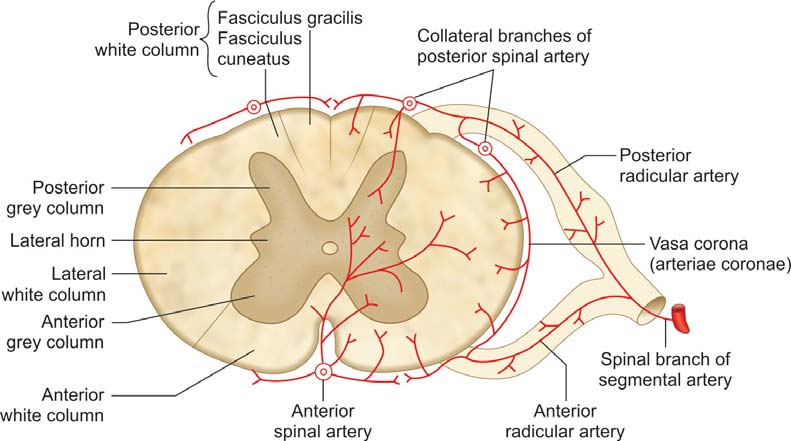 Posterior
white column
Fasciculus gracilis
Fasciculus
cuneatus
Collateral branches of
posterior spinal artery
Posterior
grey column
Lateral horn
Lateral
white column
Anterior
grey column
Anterior
white column
Anterior
spinal artery
Anterior
radicular artery
Spinal branch of
segmental artery
Vasa corona
(arteriae coronae)
Posterior
radicular artery